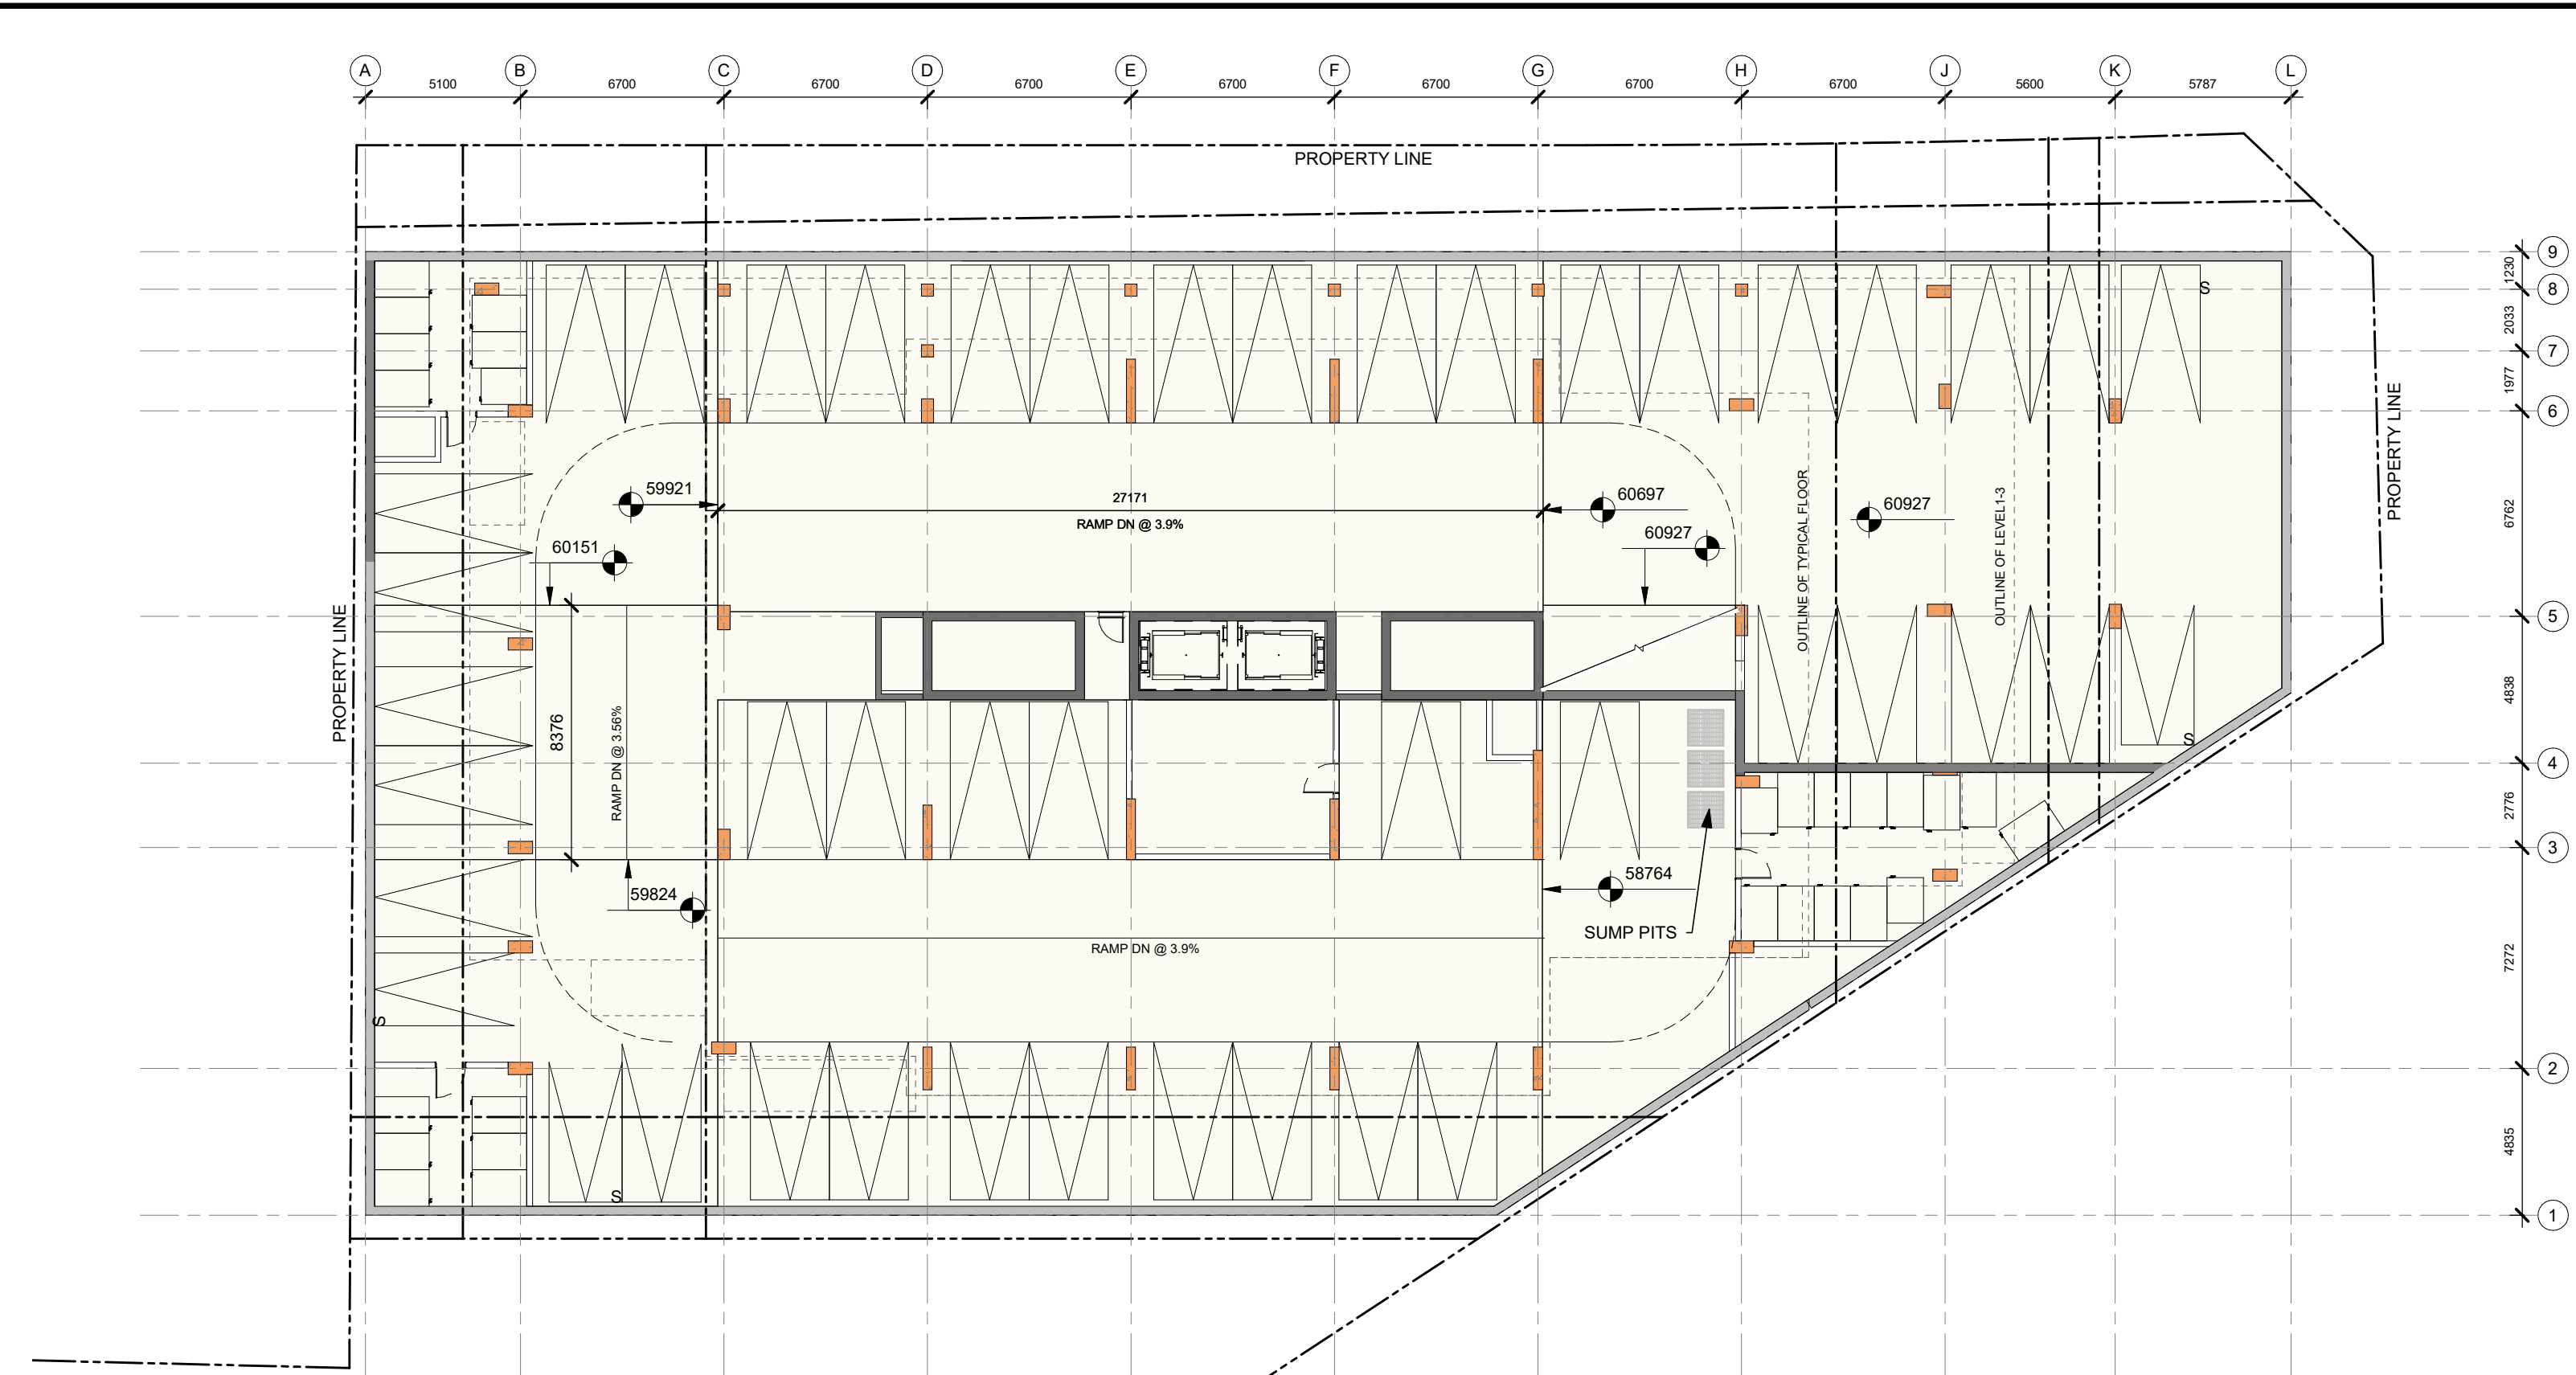 A B C D E F G H J K L
5100 6700 6700 6700 6700 6700 6700 6700 5600 5787
PROPERTY LINE
9
1230
8
S
2033
7
1977
PROPERTY LINE
6
59921
27171
60697
OUTLINE OF TYPICAL FLOOR
OUTLINE OF LEVEL1-3
60927
6762
RAMP DN @ 3.9%
60927
60151
5
PROPERTY LINE
8376
RAMP DN @ 3.56%
4838
S
4
2776
3
58764
59824
SUMP PITS
RAMP DN @ 3.9%
7272
S
2
4835
S
1